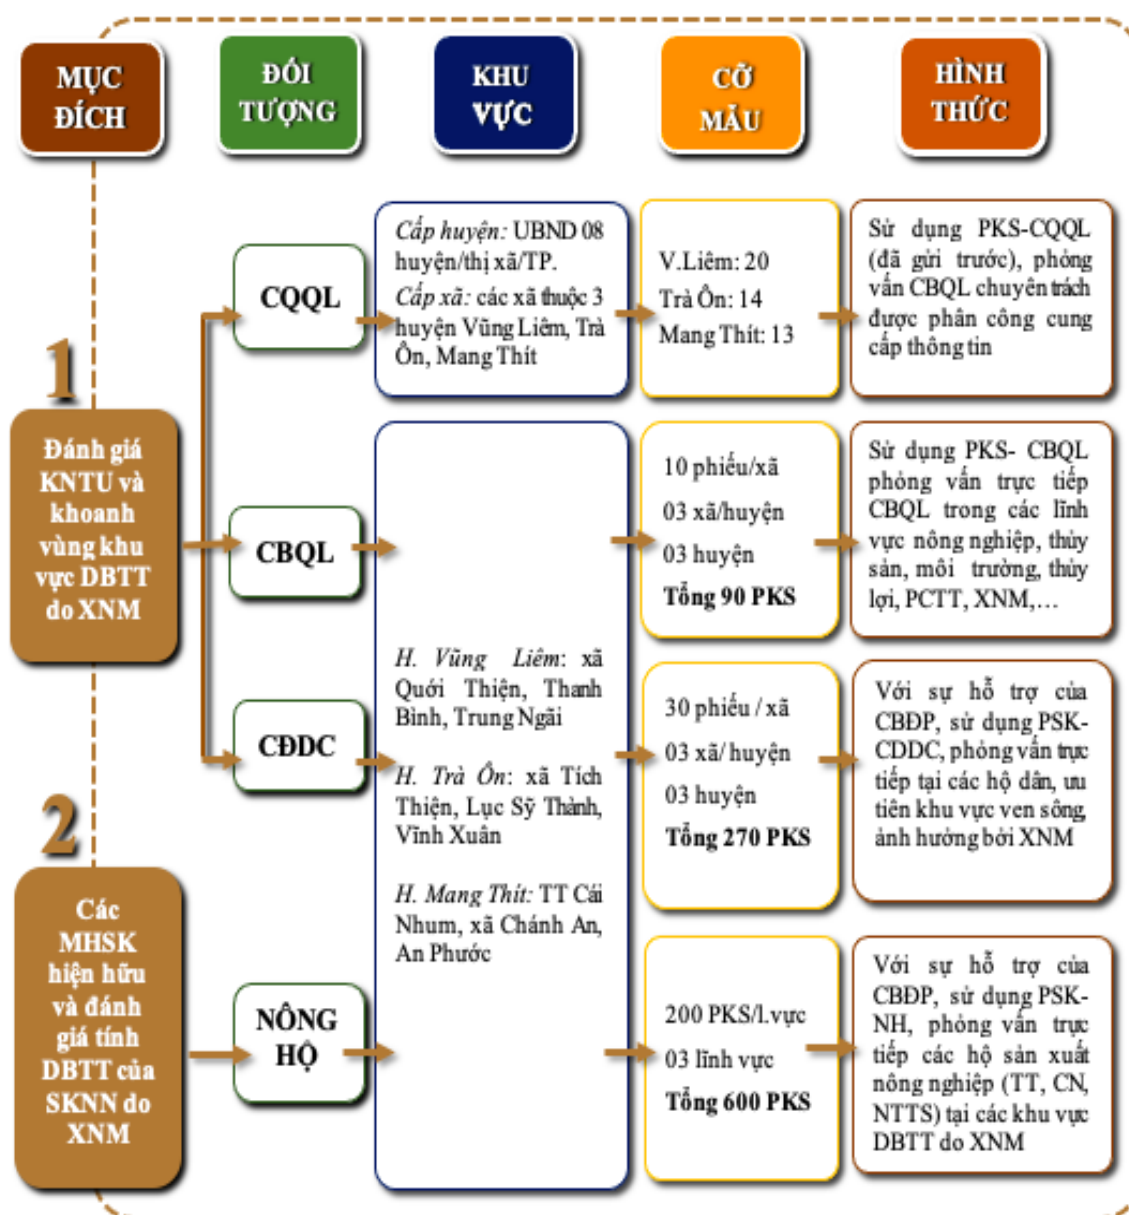 MỤC
ĐÍCH
ĐÓI
TƯỢNG
KHU
VỰC
CỠ
MẪU
HÌNH
THỨC
1
Đánh giá
KNTU và
khoanh
vùng khu
vực DBTT
do XNM
CQQL
Cấp huyện: UBND 08
huyện/thị xã/TP.
Cấp xã: các xã thuộc 3
huyện Vũng Liêm, Trà
Ôn, Mang Thít
V.Liêm: 20
Trà Ôn: 14
Mang Thít: 13
Sử dụng PKS-CQQL
(đã gửi trước), phỏng
vấn CBQL chuyên trách
được phân công cung
cấp thông tin
CBQL
10 phiếu/xã
03 xã/huyện
03 huyện
Tổng 90 PKS
Sử dụng PKS- CBQL
phỏng vấn trực tiếp
CBQL trong các lĩnh
vực nông nghiệp, thủy
sản, môi trường, thủy
lợi, PCTT, XNM,...
CĐDC
H. Vũng Liêm: xã
Quới Thiện, Thanh
Bình, Trung Ngãi
H. Trà Ôn: xã Tích
Thiện, Lục Sỹ Thành,
Vĩnh Xuân
H. Mang Thít: TT Cái
Nhum, xã Chánh An,
An Phước
30 phiếu / xã
03 xã/ huyện
03 huyện
Tổng 270 PKS
Với sự hỗ trợ của
CBĐP, sử dụng PSK-
CDDC, phỏng vấn trực
tiếp tại các hộ dân, ưu
tiên khu vực ven sông,
ảnh hưởng bởi XNM
2
Các
MHSK
hiện hữu
và đánh
giá tính
DBTT của
SKNN do
XNM
NÔNG
HỘ
200 PKS/l.vực
03 lĩnh vực
Tổng 600 PKS
Với sự hỗ trợ của
CBĐP, sử dụng PSK-
NH, phỏng vấn trực
tiếp các hộ sản xuất
nông nghiệp (TT, CN,
NTTS) tại các khu vực
DBTT do XNM